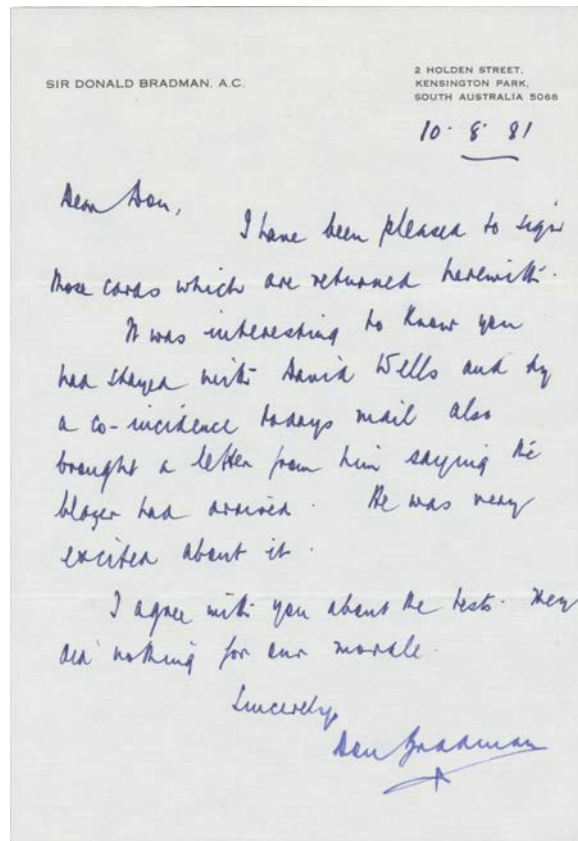 SIR DONALD BRADMAN. A.C.
2 HOLDEN STREET,
KENSINGTON PARK,
SOUTH AUSTRALIA 5066
10. 8. 81
Dear Don,
I have been pleased to sign
those cards which are returned herewith.
It was interesting to know you
had stayed with David Wells and by
a co-incidence todays mail also
brought a letter from him saying the
blazer had arrived. He was very
excited about it.
I agree with you about the tests. They
did nothing for our morale.
Sincerely,
Don Bradman